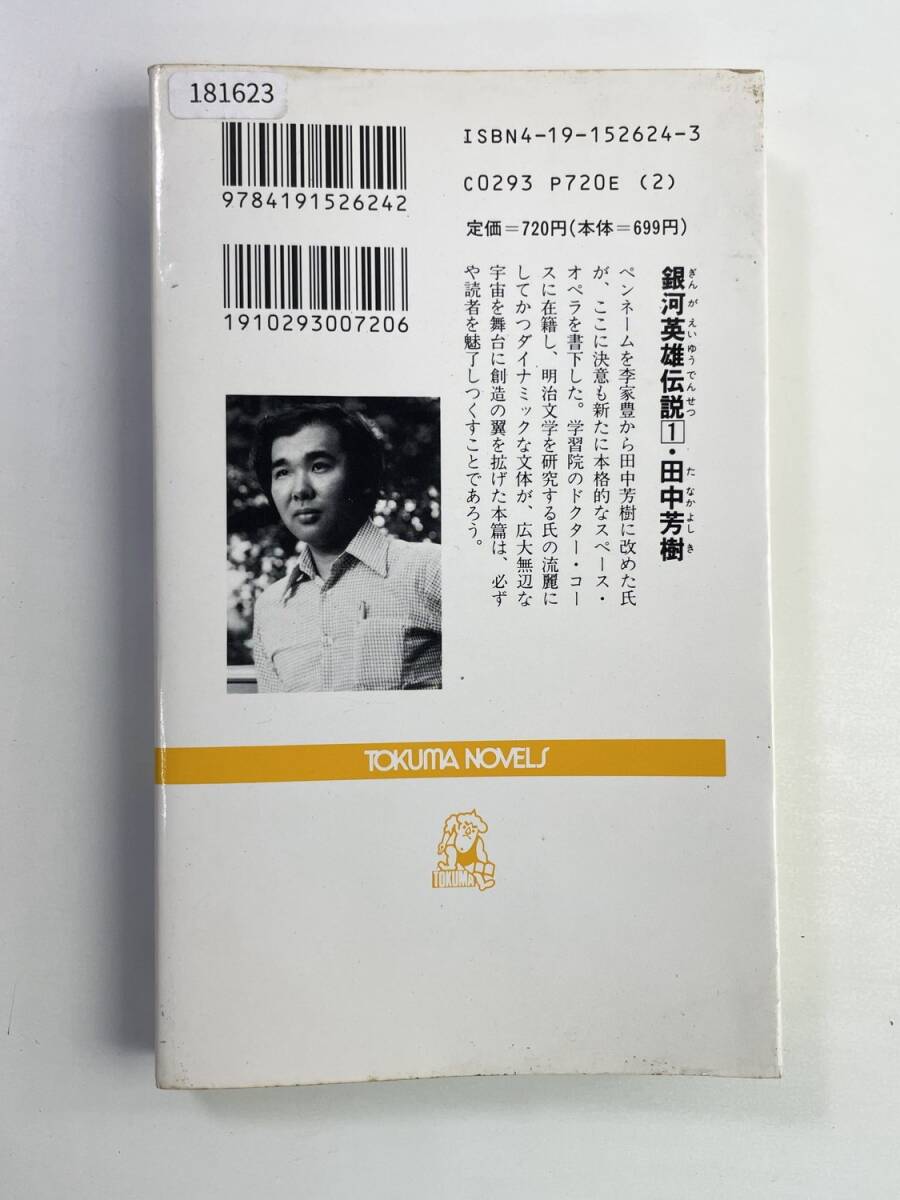 181623
ISBN4-19-152624-3
C0293 P720E (2)
定価=720円(本体=699円)
9784191526242
1910293007206
銀河英雄伝説1・田中芳樹
ぎんがえいゆうでんせつ たなかよしき
ペンネームを李家豊から田中芳樹に改めた氏
が、ここに決意も新たに本格的なスペース・
オペラを書下した。学習院のドクター・コー
スに在籍し、明治文学を研究する氏の流麗に
してかつダイナミックな文体が、広大無辺な
宇宙を舞台に創造の翼を拡げた本篇は、必ず
や読者を魅了しつくすことであろう。
TOKUMA NOVELS
TOKUMA